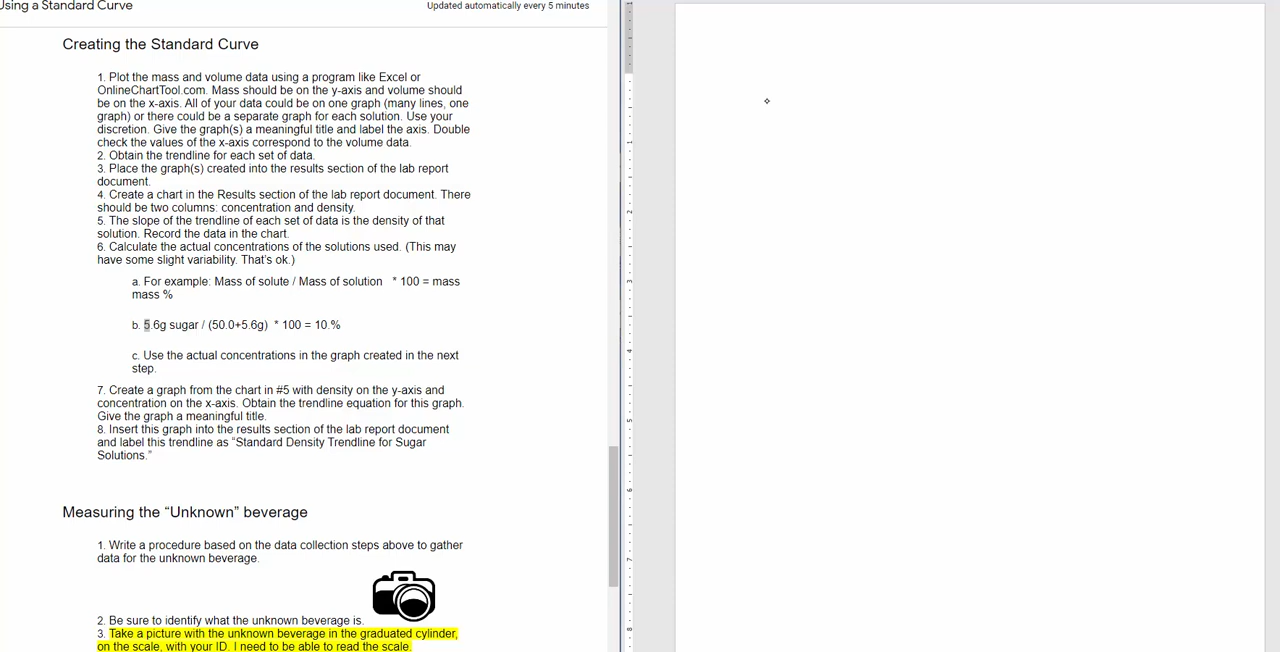 Using a Standard Curve
Updated automatically every 5 minutes
Creating the Standard Curve
1. Plot the mass and volume data using a program like Excel or
OnlineChartTool.com. Mass should be on the y-axis and volume should
be on the x-axis. All of your data could be on one graph (many lines, one
graph) or there could be a separate graph for each solution. Use your
discretion. Give the graph(s) a meaningful title and label the axis. Double
check the values of the x-axis correspond to the volume data.
2. Obtain the trendline for each set of data.
3. Place the graph(s) created into the results section of the lab report
document.
4. Create a chart in the Results section of the lab report document. There
should be two columns: concentration and density.
5. The slope of the trendline of each set of data is the density of that
solution. Record the data in the chart.
6. Calculate the actual concentrations of the solutions used. (This may
have some slight variability. That's ok.)
a. For example: Mass of solute / Mass of solution * 100 = mass
mass %
b. 5.6g sugar / (50.0+5.6g) * 100 = 10.%
c. Use the actual concentrations in the graph created in the next
step.
7. Create a graph from the chart in #5 with density on the y-axis and
concentration on the x-axis. Obtain the trendline equation for this graph.
Give the graph a meaningful title.
8. Insert this graph into the results section of the lab report document
and label this trendline as “Standard Density Trendline for Sugar
Solutions.”
Measuring the “Unknown” beverage
1. Write a procedure based on the data collection steps above to gather
data for the unknown beverage.
2. Be sure to identify what the unknown beverage is.
3. Take a picture with the unknown beverage in the graduated cylinder,
on the scale, with your ID. I need to be able to read the scale.
1
1
2
3
4
5
6
7
8